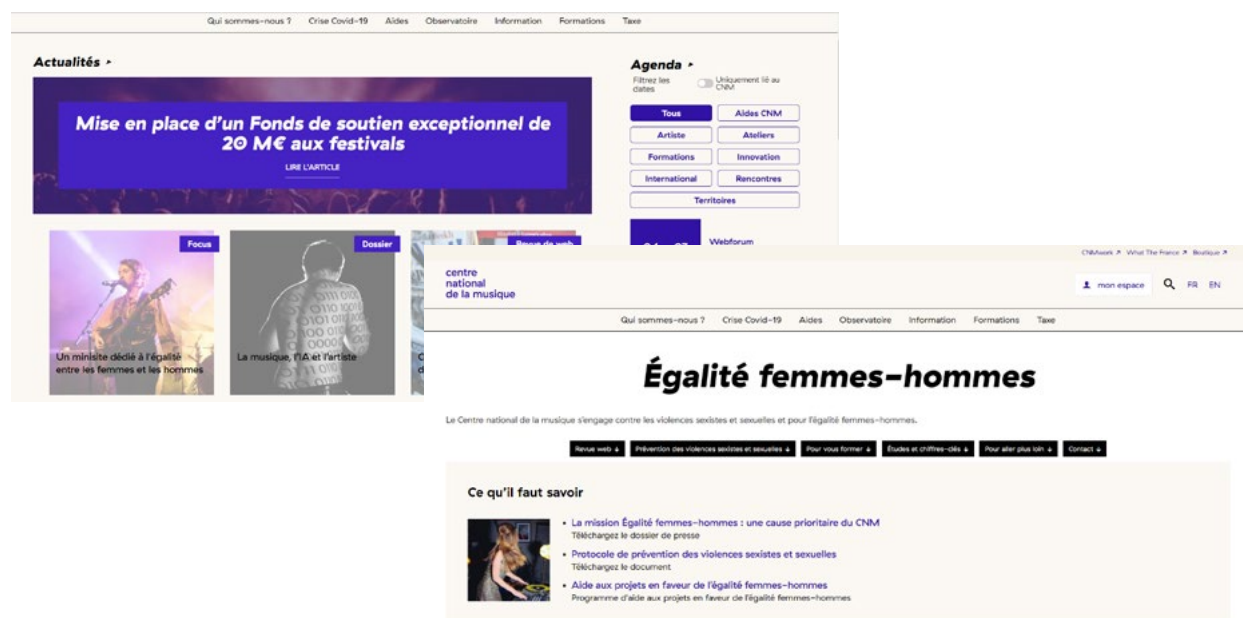 Qui sommes-nous ? Crise Covid-19 Aides Observatoire Information Formations Taxe
Actualités
Mise en place d'un Fonds de soutien exceptionnel de
20 M€ aux festivals
LIRE L'ARTICLE
Focus
Un minisite dédié à l'égalité
entre les femmes et les hommes
Dossier
La musique, l'IA et l'artiste
Revue de web
Agenda
Filtrez les
dates
Uniquement lié au
CNM
Tous Aides CNM
Artiste Ateliers
Formations Innovation
International Rencontres
Territoires
Webforum
CNMwork What The France Boutique
centre
national
de la musique
mon espace FR EN
Qui sommes-nous ? Crise Covid-19 Aides Observatoire Information Formations Taxe
Égalité femmes-hommes
Le Centre national de la musique s'engage contre les violences sexistes et sexuelles et pour l'égalité femmes-hommes.
Revue web ↓ Prévention des violences sexistes et sexuelles ↓ Pour vous former ↓ Études et chiffres-clés ↓ Pour aller plus loin ↓ Contact ↓
Ce qu'il faut savoir
• La mission Égalité femmes-hommes : une cause prioritaire du CNM
Téléchargez le dossier de presse
• Protocole de prévention des violences sexistes et sexuelles
Téléchargez le document
• Aide aux projets en faveur de l'égalité femmes-hommes
Programme d'aide aux projets en faveur de l'égalité femmes-hommes